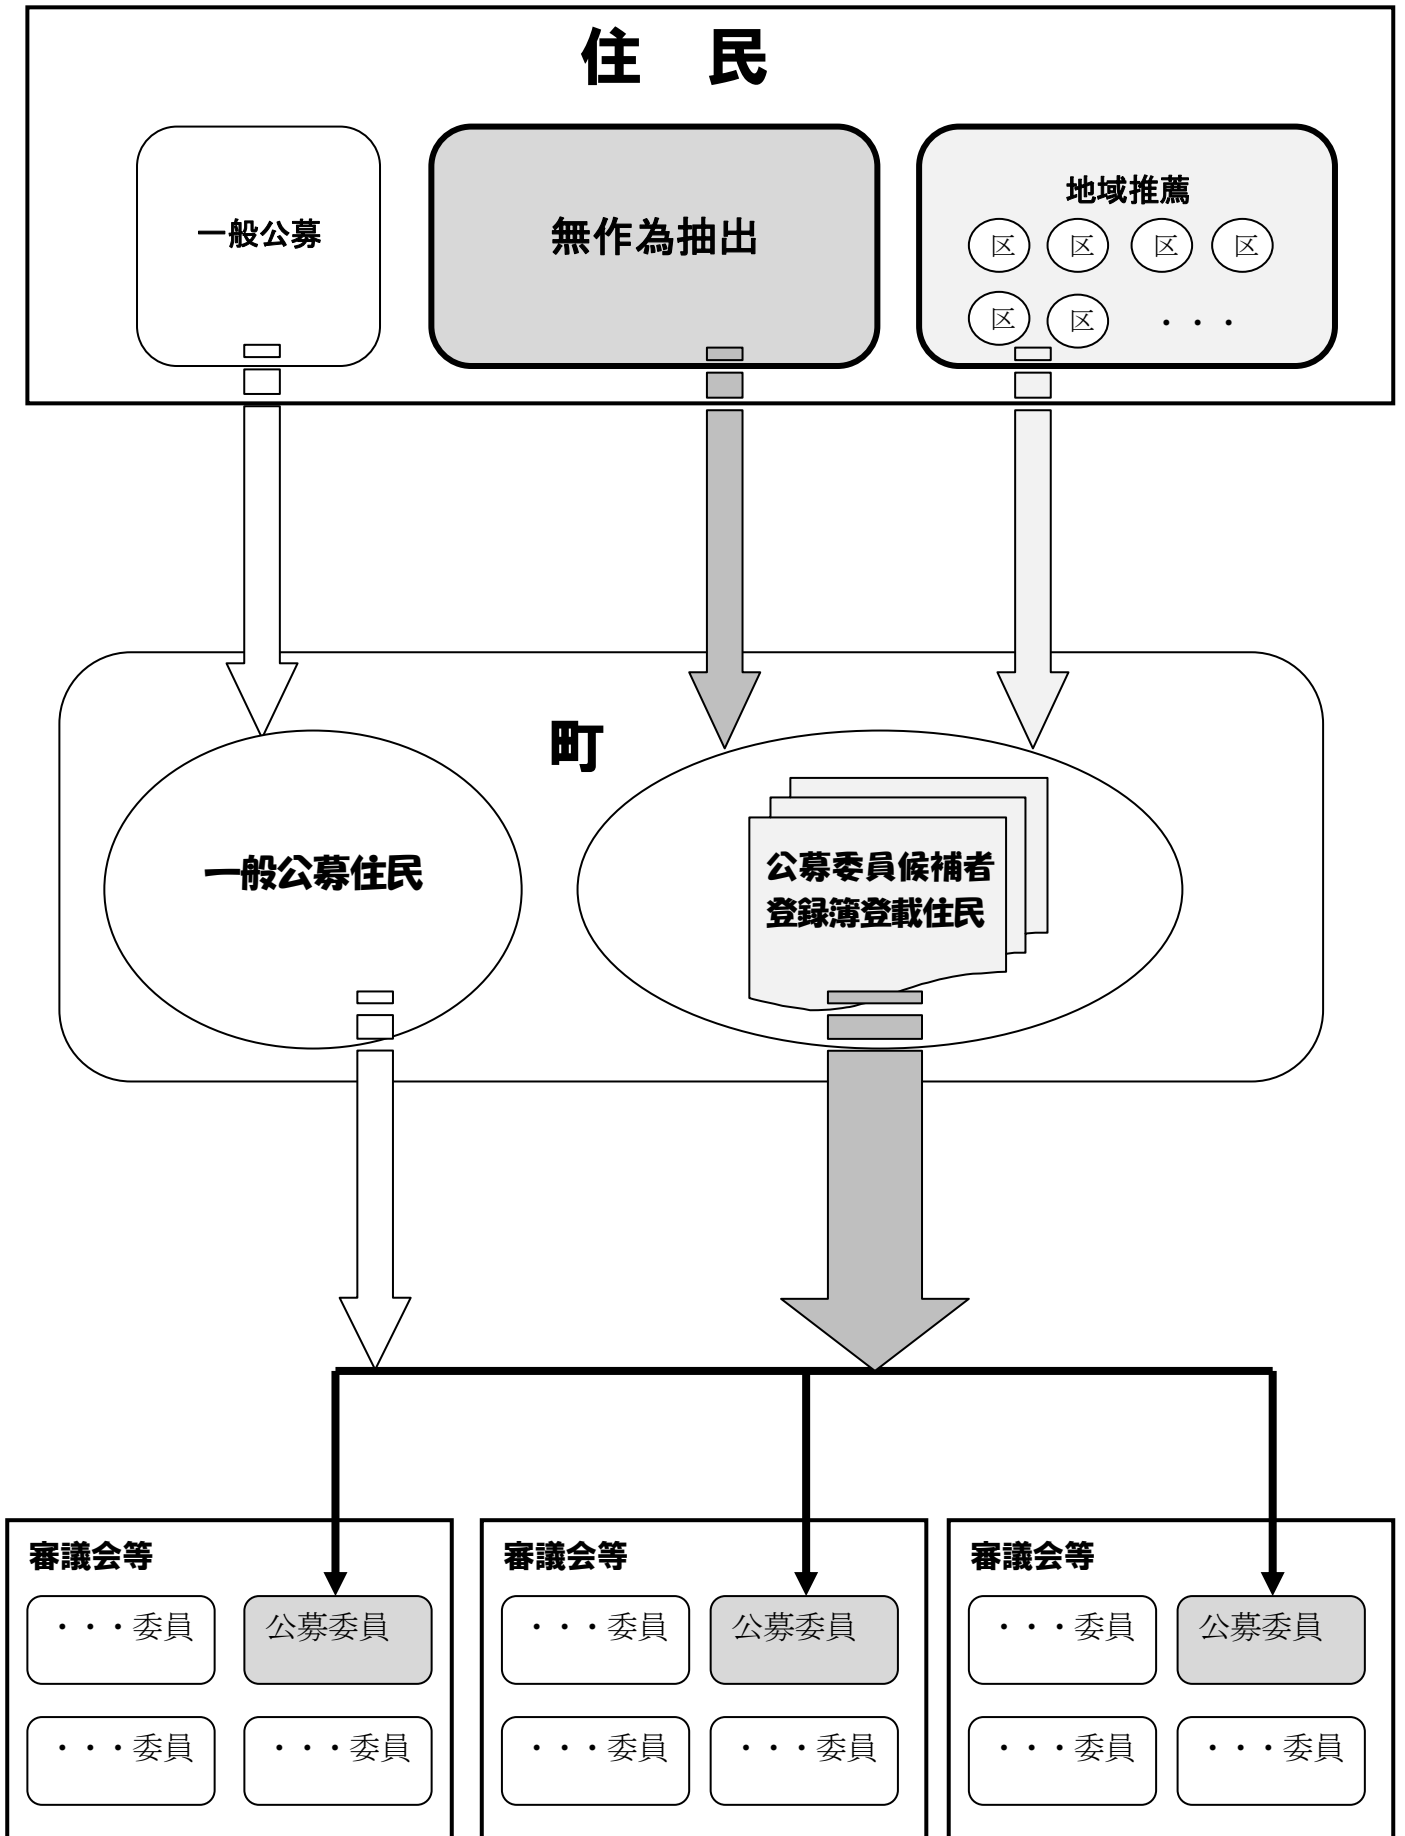 住　民
一般公募
無作為抽出
地域推薦
区 区 区 区
区 区 ・・・
町
一般公募住民
公募委員候補者
登録簿登載住民
審議会等
・・・委員 公募委員
・・・委員 ・・・委員
審議会等
・・・委員 公募委員
・・・委員 ・・・委員
審議会等
・・・委員 公募委員
・・・委員 ・・・委員